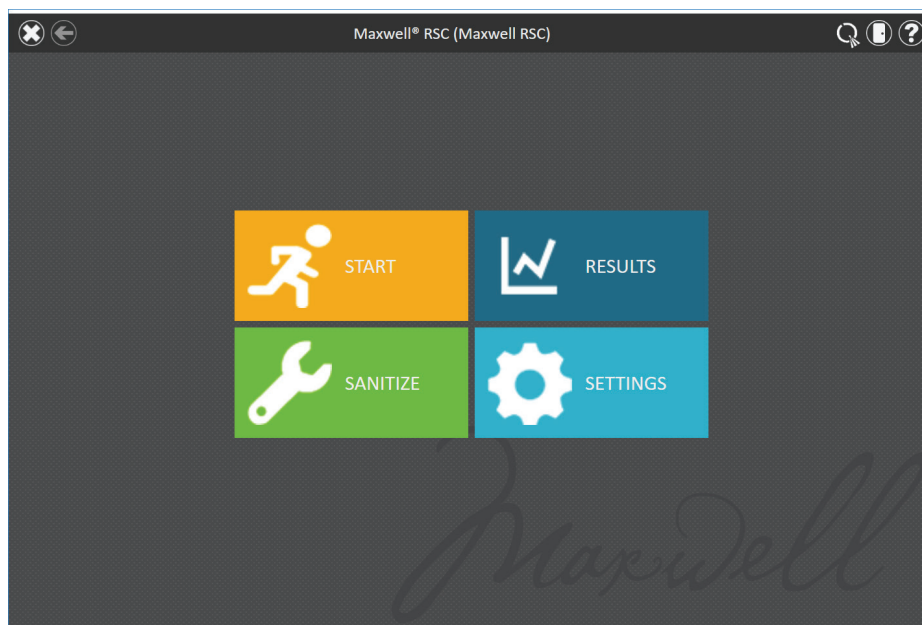 Maxwell® RSC (Maxwell RSC)
?
START
RESULTS
SANITIZE
SETTINGS
Maxwell